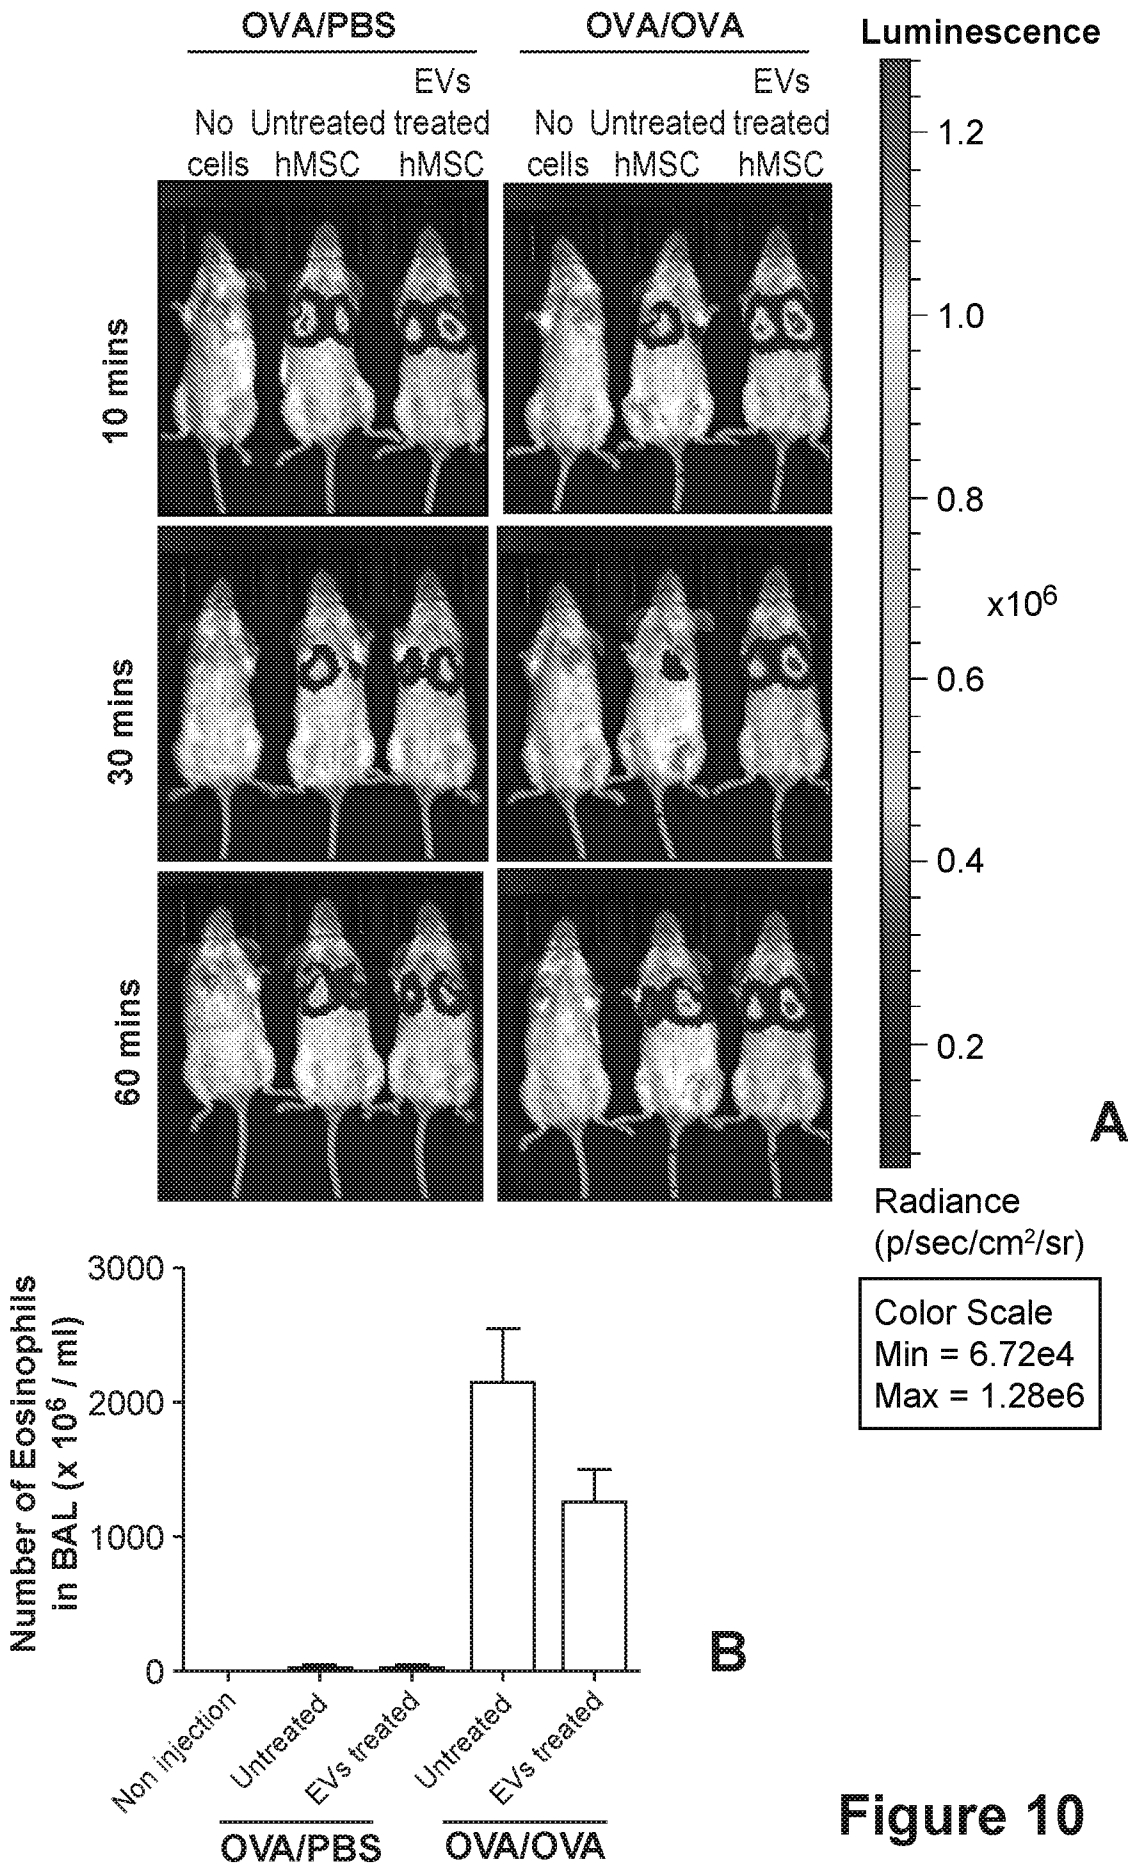 OVA/PBS
OVA/OVA
Luminescence
EVs
EVs
No Untreated treated
No Untreated treated
cells hMSC hMSC
cells hMSC hMSC
1.2
1.0
0.8
x10⁶
0.6
0.4
0.2
10 mins
30 mins
60 mins
A
Radiance
(p/sec/cm²/sr)
Color Scale
Min = 6.72e4
Max = 1.28e6
Number of Eosinophils
in BAL (x 10⁶ / ml)
3000
2000
1000
0
B
Non injection
Untreated
EVs treated
Untreated
EVs treated
OVA/PBS
OVA/OVA
Figure 10